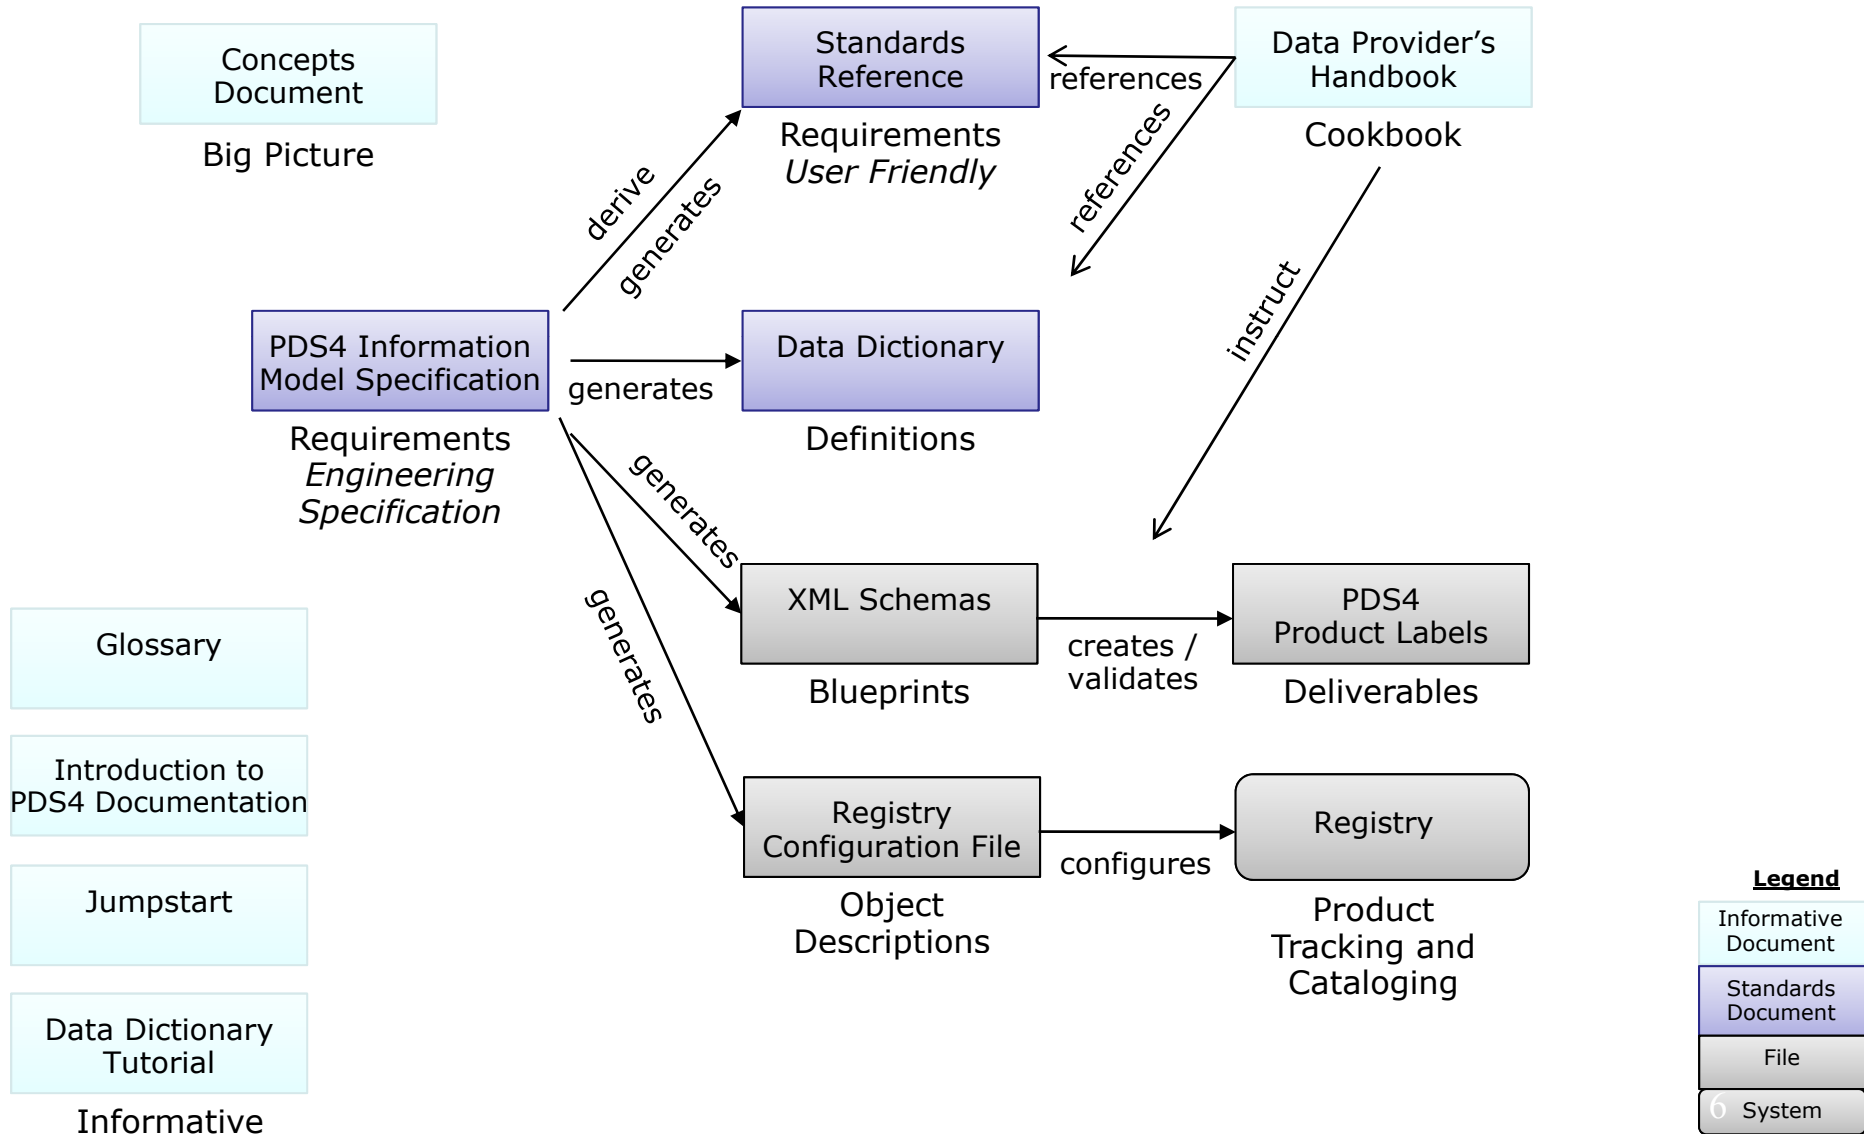 Concepts
Document
Big Picture
Standards
Reference
Requirements
User Friendly
references
Data Provider’s
Handbook
Cookbook
references
derive
generates
instruct
PDS4 Information
Model Specification
Requirements
Engineering
Specification
generates
Data Dictionary
Definitions
generates
generates
XML Schemas
Blueprints
creates /
validates
PDS4
Product Labels
Deliverables
Registry
Configuration File
Object
Descriptions
configures
Registry
Product
Tracking and
Cataloging
Glossary
Introduction to
PDS4 Documentation
Jumpstart
Data Dictionary
Tutorial
Informative
Legend
Informative
Document
Standards
Document
File
6
System